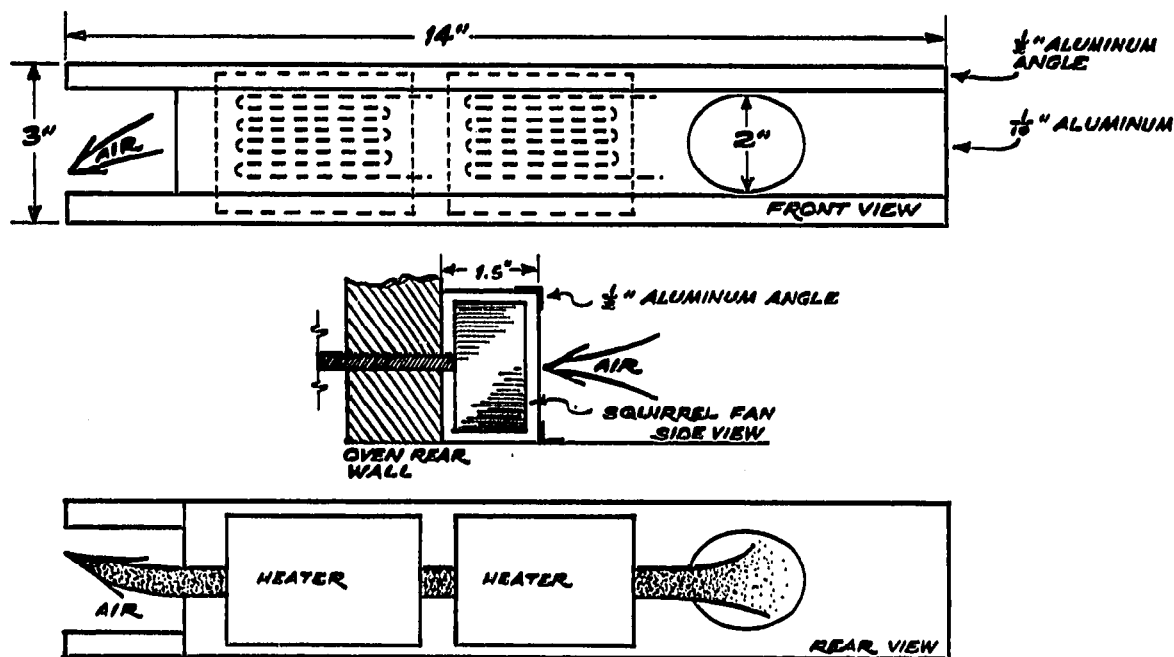 14"
1/8" ALUMINUM
ANGLE
3"
AIR
2"
1/16" ALUMINUM
FRONT VIEW
1.5"
1/8" ALUMINUM ANGLE
AIR
SQUIRREL FAN
SIDE VIEW
OVEN REAR
WALL
HEATER
HEATER
AIR
REAR VIEW